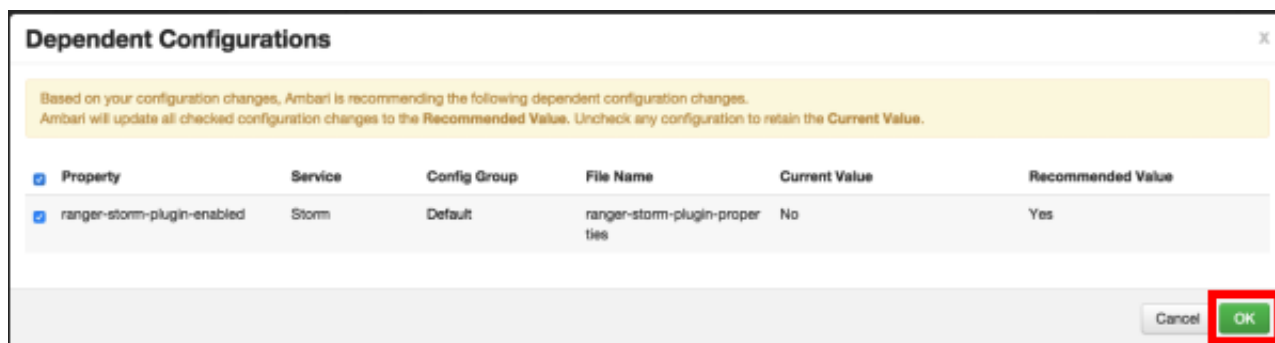 Dependent Configurations
X
Based on your configuration changes, Ambari is recommending the following dependent configuration changes.
Ambari will update all checked configuration changes to the Recommended Value. Uncheck any configuration to retain the Current Value.
Property Service Config Group File Name Current Value Recommended Value
ranger-storm-plugin-enabled Storm Default ranger-storm-plugin-proper No Yes
ties
Cancel OK